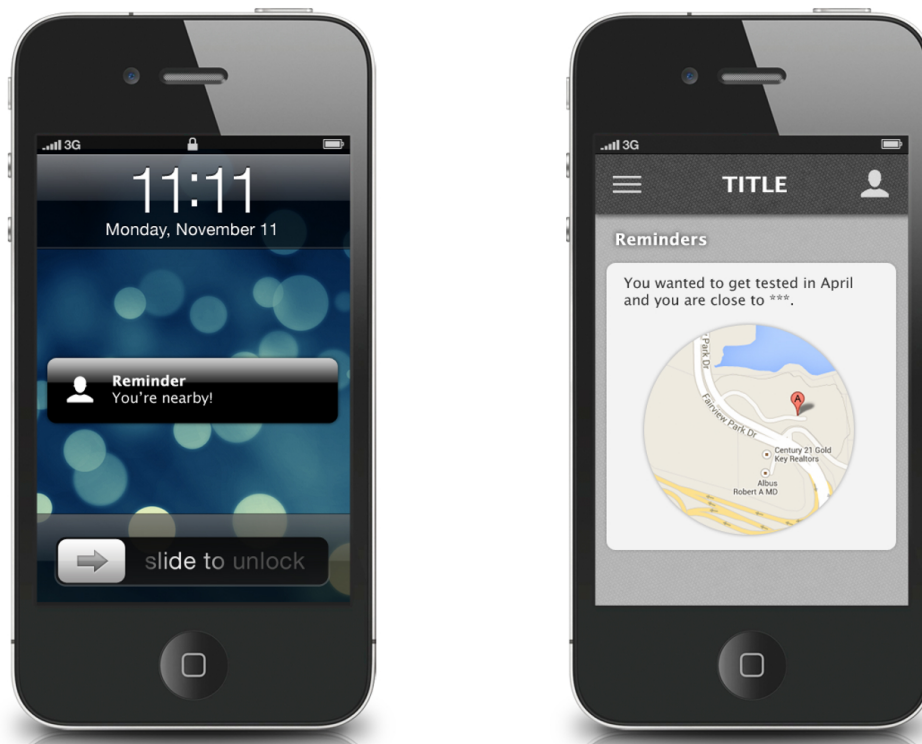 3G
11:11
Monday, November 11
Reminder
You're nearby!
slide to unlock
3G
TITLE
Reminders
You wanted to get tested in April
and you are close to ***.
Park Dr
Fairview Park Dr
A
Century 21 Gold
Key Realtors
Albus
Robert A MD